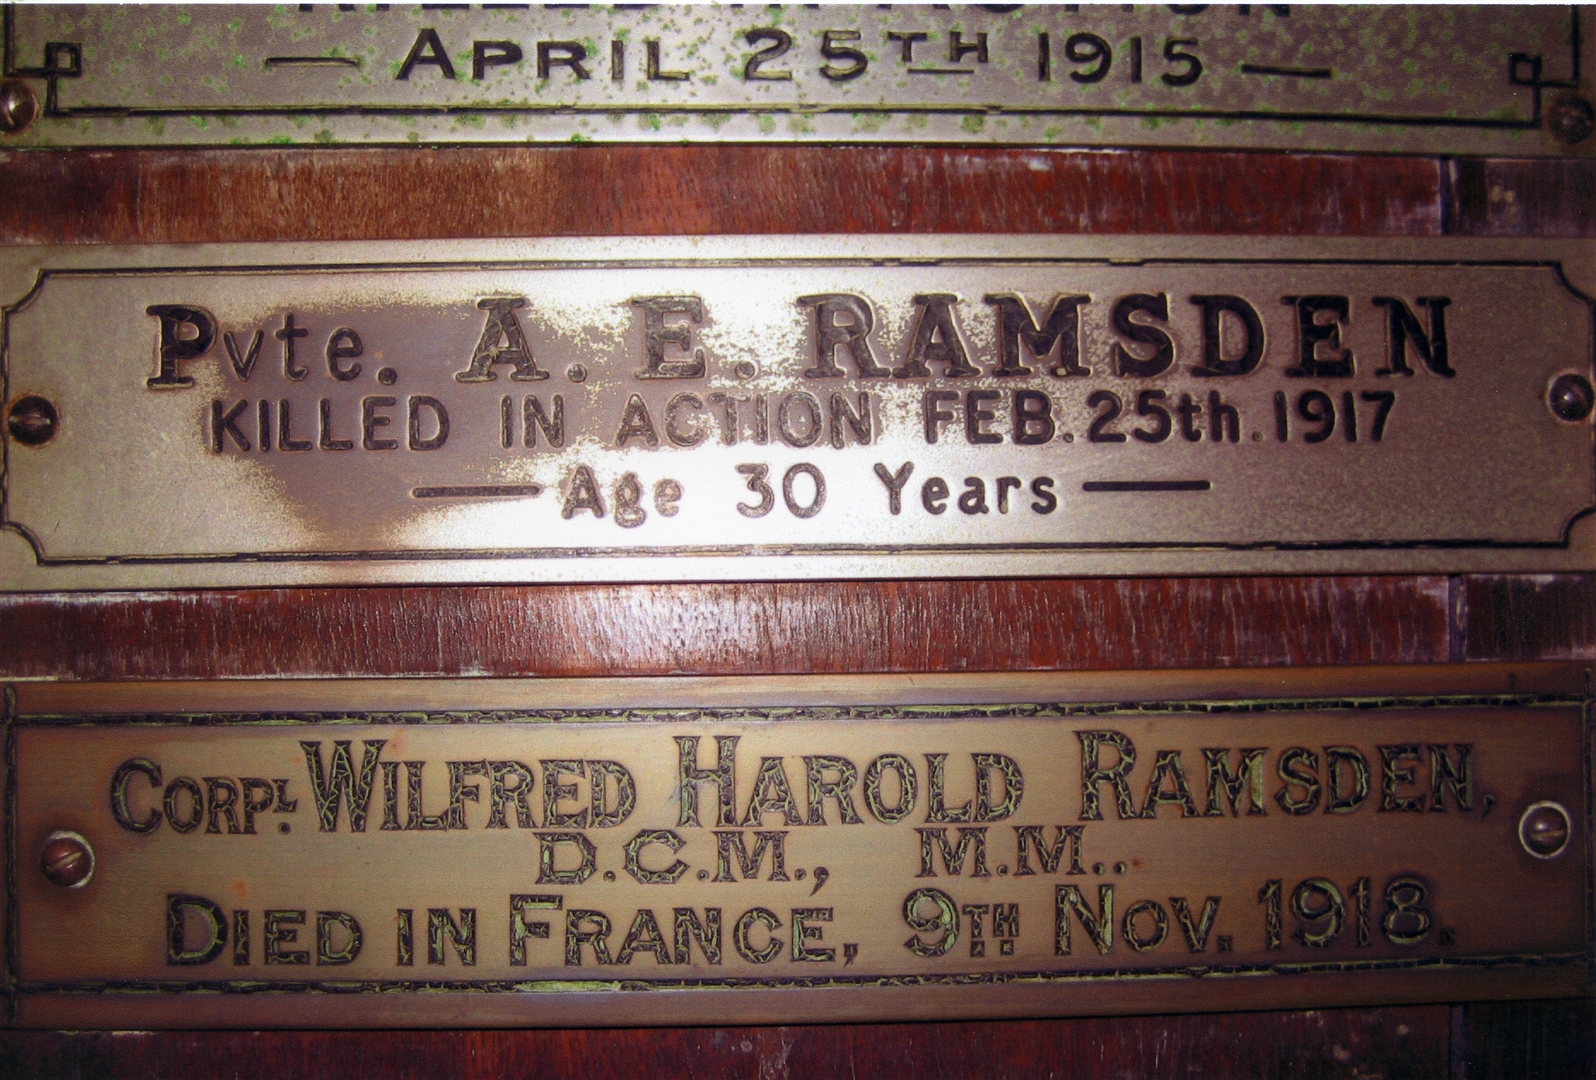 — APRIL 25TH 1915 —
Pvte. A. E. RAMSDEN
KILLED IN ACTION FEB. 25th. 1917
— Age 30 Years —
CORPL. WILFRED HAROLD RAMSDEN,
D.C.M., M.M..
DIED IN FRANCE, 9TH NOV. 1918.